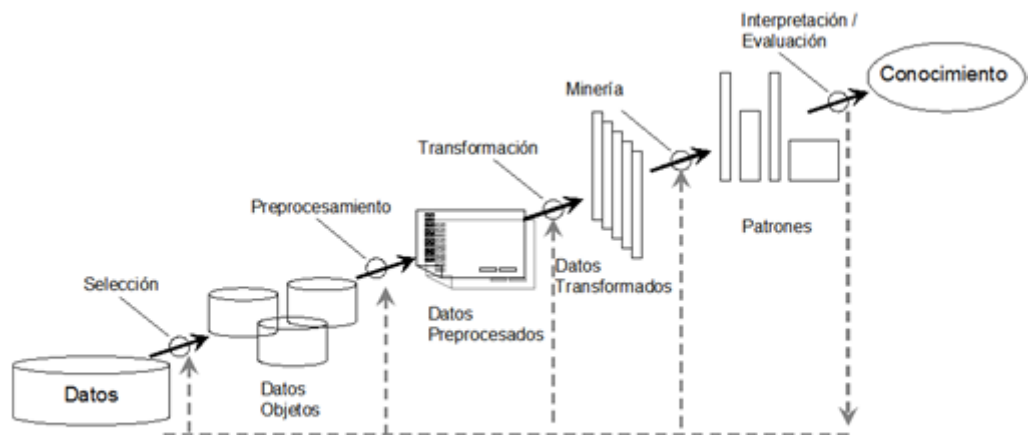 Interpretación /
Evaluación
Conocimiento
Minería
Transformación
Patrones
Preprocesamiento
Datos
Transformados
Selección
Datos
Preprocesados
Datos
Datos
Objetos